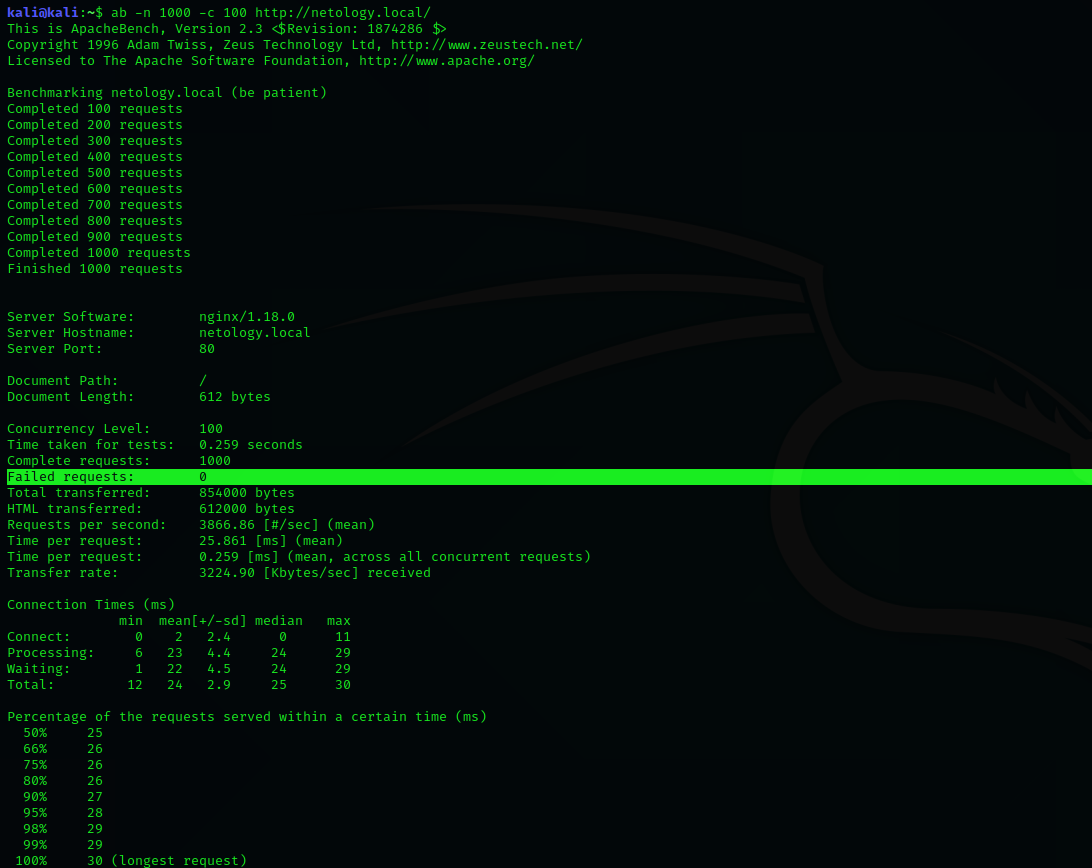 kali@kali:~$ ab -n 1000 -c 100 http://netology.local/
This is ApacheBench, Version 2.3 <$Revision: 1874286 $>
Copyright 1996 Adam Twiss, Zeus Technology Ltd, http://www.zeustech.net/
Licensed to The Apache Software Foundation, http://www.apache.org/

Benchmarking netology.local (be patient)
Completed 100 requests
Completed 200 requests
Completed 300 requests
Completed 400 requests
Completed 500 requests
Completed 600 requests
Completed 700 requests
Completed 800 requests
Completed 900 requests
Completed 1000 requests
Finished 1000 requests


Server Software:        nginx/1.18.0
Server Hostname:        netology.local
Server Port:            80

Document Path:          /
Document Length:        612 bytes

Concurrency Level:      100
Time taken for tests:   0.259 seconds
Complete requests:      1000
Failed requests:        0
Total transferred:      854000 bytes
HTML transferred:       612000 bytes
Requests per second:    3866.86 [#/sec] (mean)
Time per request:       25.861 [ms] (mean)
Time per request:       0.259 [ms] (mean, across all concurrent requests)
Transfer rate:          3224.90 [Kbytes/sec] received

Connection Times (ms)
              min  mean[+/-sd] median   max
Connect:        0    2   2.4      0      11
Processing:     6   23   4.4     24      29
Waiting:        1   22   4.5     24      29
Total:         12   24   2.9     25      30

Percentage of the requests served within a certain time (ms)
  50%     25
  66%     26
  75%     26
  80%     26
  90%     27
  95%     28
  98%     29
  99%     29
 100%     30 (longest request)